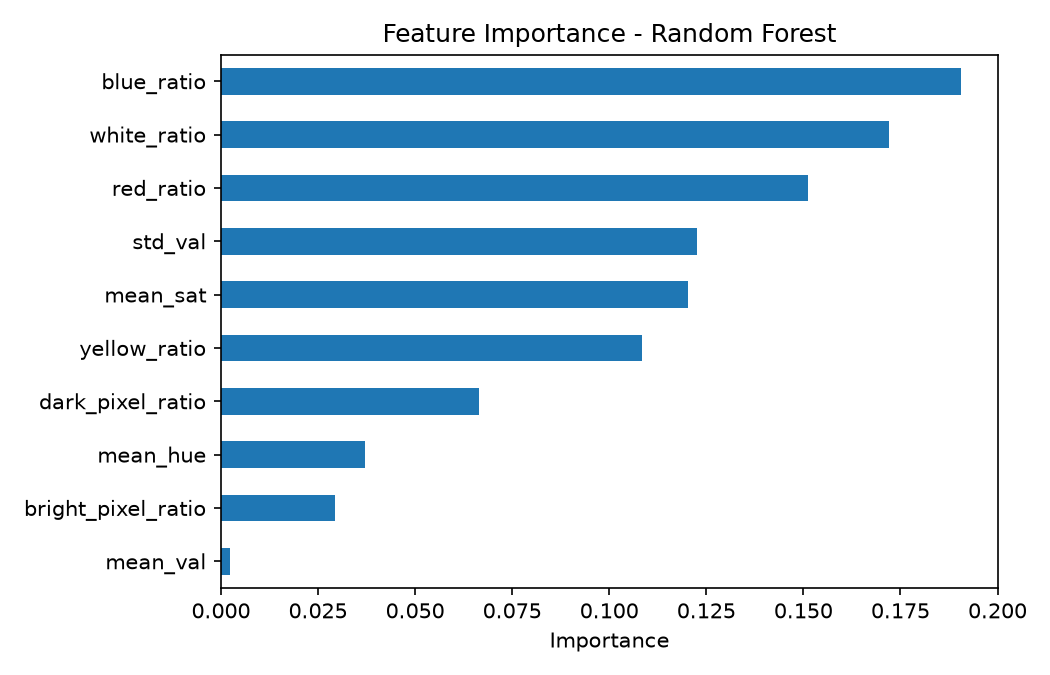 Feature Importance - Random Forest
blue_ratio
white_ratio
red_ratio
std_val
mean_sat
yellow_ratio
dark_pixel_ratio
mean_hue
bright_pixel_ratio
mean_val
0.000 0.025 0.050 0.075 0.100 0.125 0.150 0.175 0.200
Importance